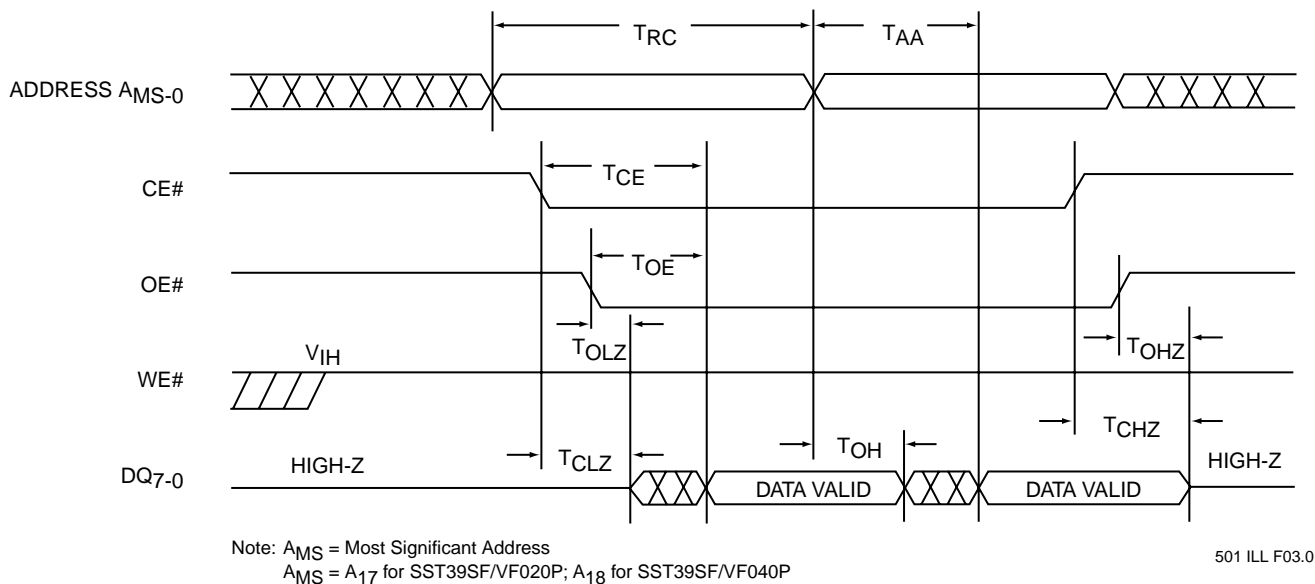 TRC TAA
ADDRESS AMS-0
TCE
CE#
TOE
OE#
TOLZ TOHZ
VIH
WE#
TCHZ
TCLZ TOH
HIGH-Z HIGH-Z
DQ7-0
DATA VALID DATA VALID
Note: AMS = Most Significant Address
AMS = A17 for SST39SF/VF020P; A18 for SST39SF/VF040P
501 ILL F03.0